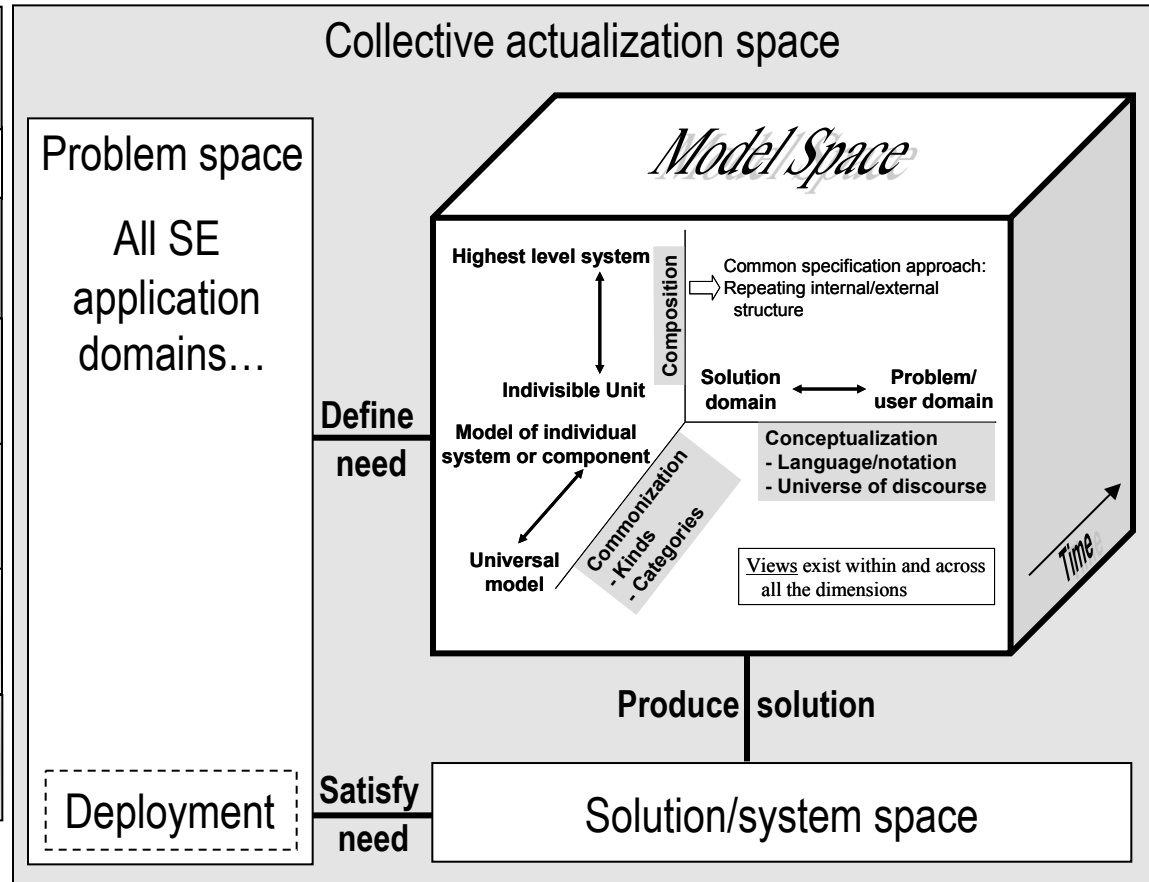 Collective actualization space
Problem space
All SE
application
domains…
Deployment
Define
need
Model Space
Highest level system
Indivisible Unit
Composition
Common specification approach:
Repeating internal/external
structure
Solution
domain
Problem/
user domain
Conceptualization
- Language/notation
- Universe of discourse
Model of individual
system or component
Universal
model
Commonization
- Kinds
- Categories
Views exist within and across
all the dimensions
Time
Produce solution
Satisfy
need
Solution/system space